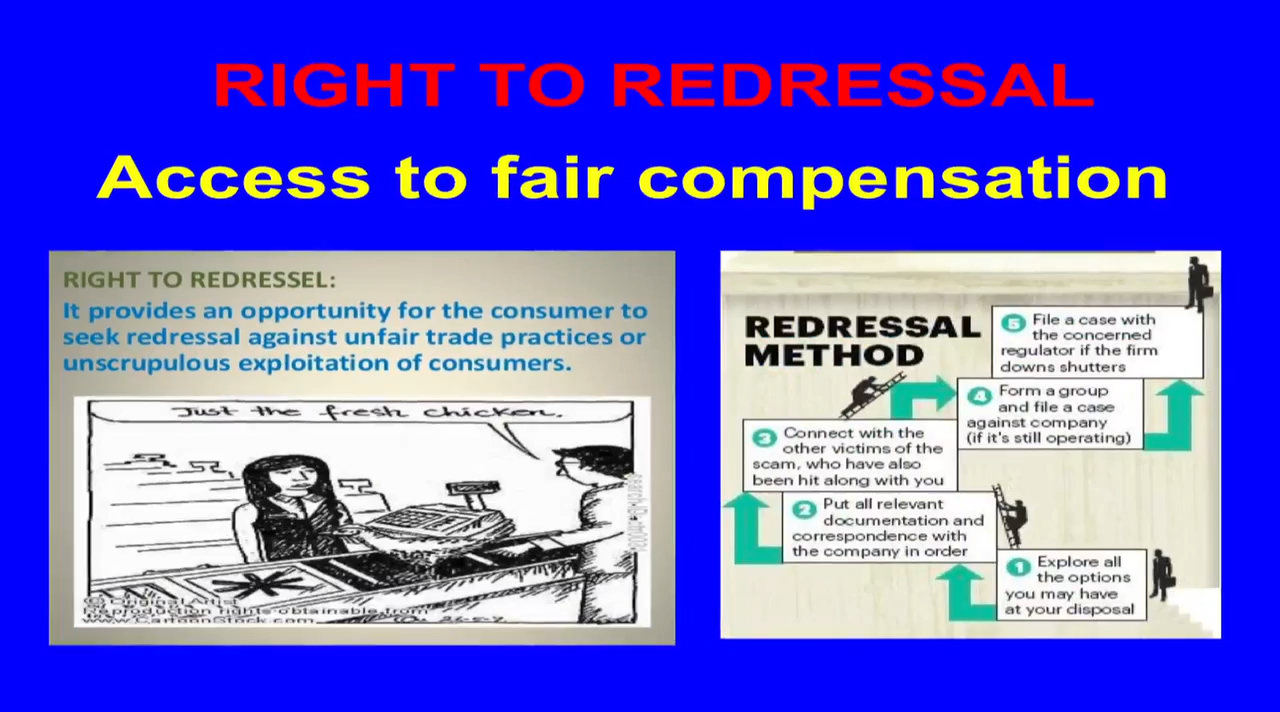 RIGHT TO REDRESSAL
Access to fair compensation
RIGHT TO REDRESSEL:
It provides an opportunity for the consumer to
seek redressal against unfair trade practices or
unscrupulous exploitation of consumers.
Just the fresh chicken.
© Original Artist
Reproduction rights obtainable from
www.CartoonStock.com
REDRESSAL
METHOD
5 File a case with
the concerned
regulator if the firm
downs shutters
4 Form a group
and file a case
against company
(if it's still operating)
3 Connect with the
other victims of the
scam, who have also
been hit along with you
2 Put all relevant
documentation and
correspondence with
the company in order
1 Explore all
the options
you may have
at your disposal